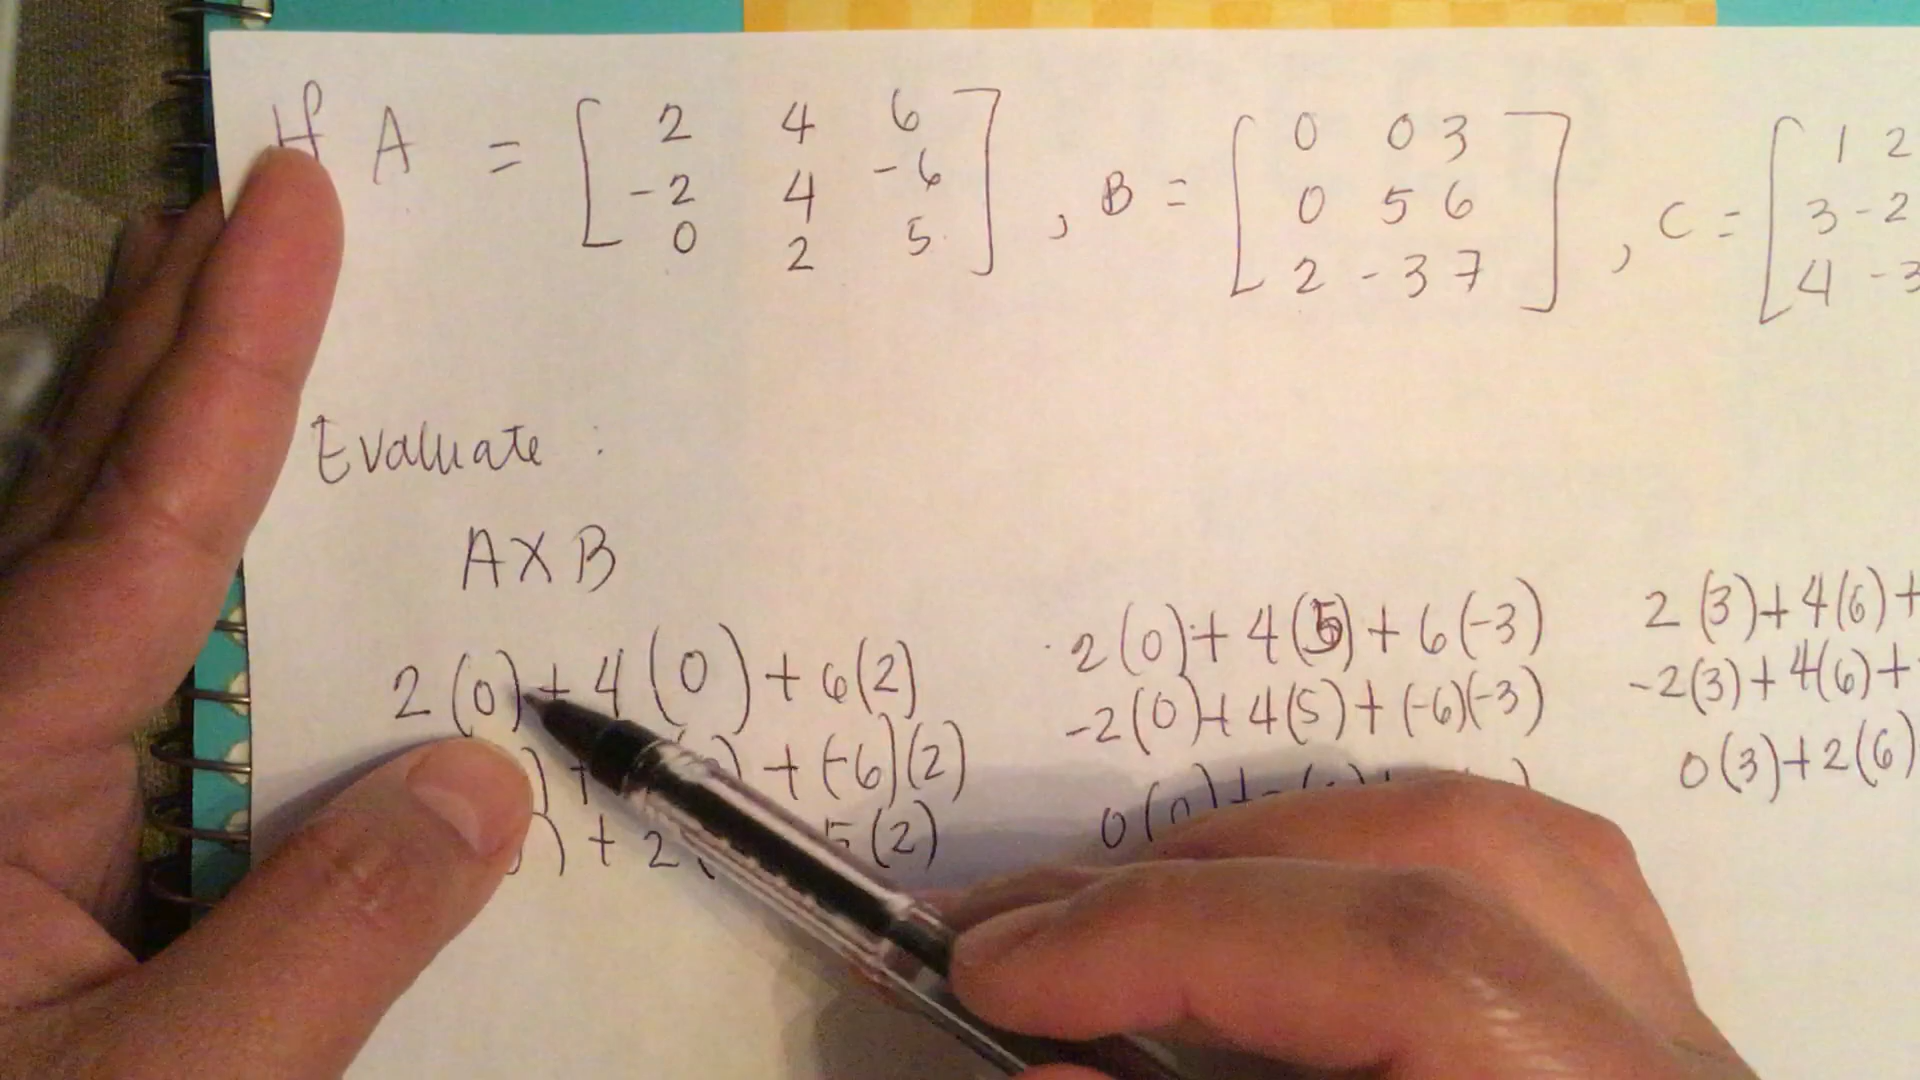 If A = [ 2 4 6 , B = [ 0 0 3 ] , C = [ 1 2
-2 4 -6 0 5 6 3 -2
0 2 5 ] 2 -3 7 4 -3
Evaluate :
A X B
2(0) + 4(0) + 6(2) 2(0) + 4(5) + 6(-3) 2(3) + 4(6) +
) + ) + (-6)(2) -2(0) + 4(5) + (-6)(-3) -2(3) + 4(6) +
) + 2( 5(2) 0(0) + 0(3) + 2(6)